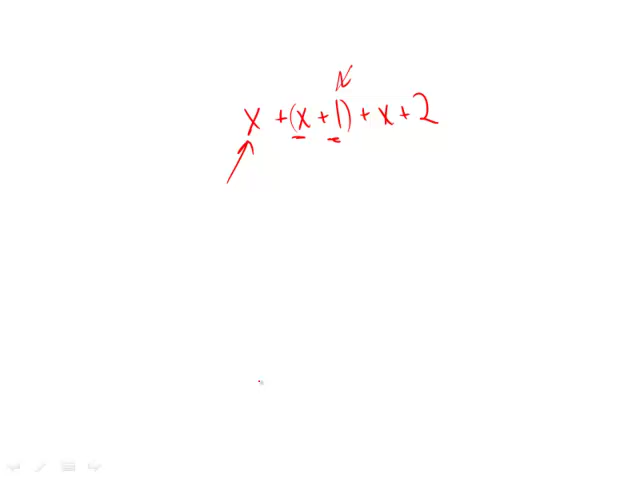 x + (x + 1) + x + 2